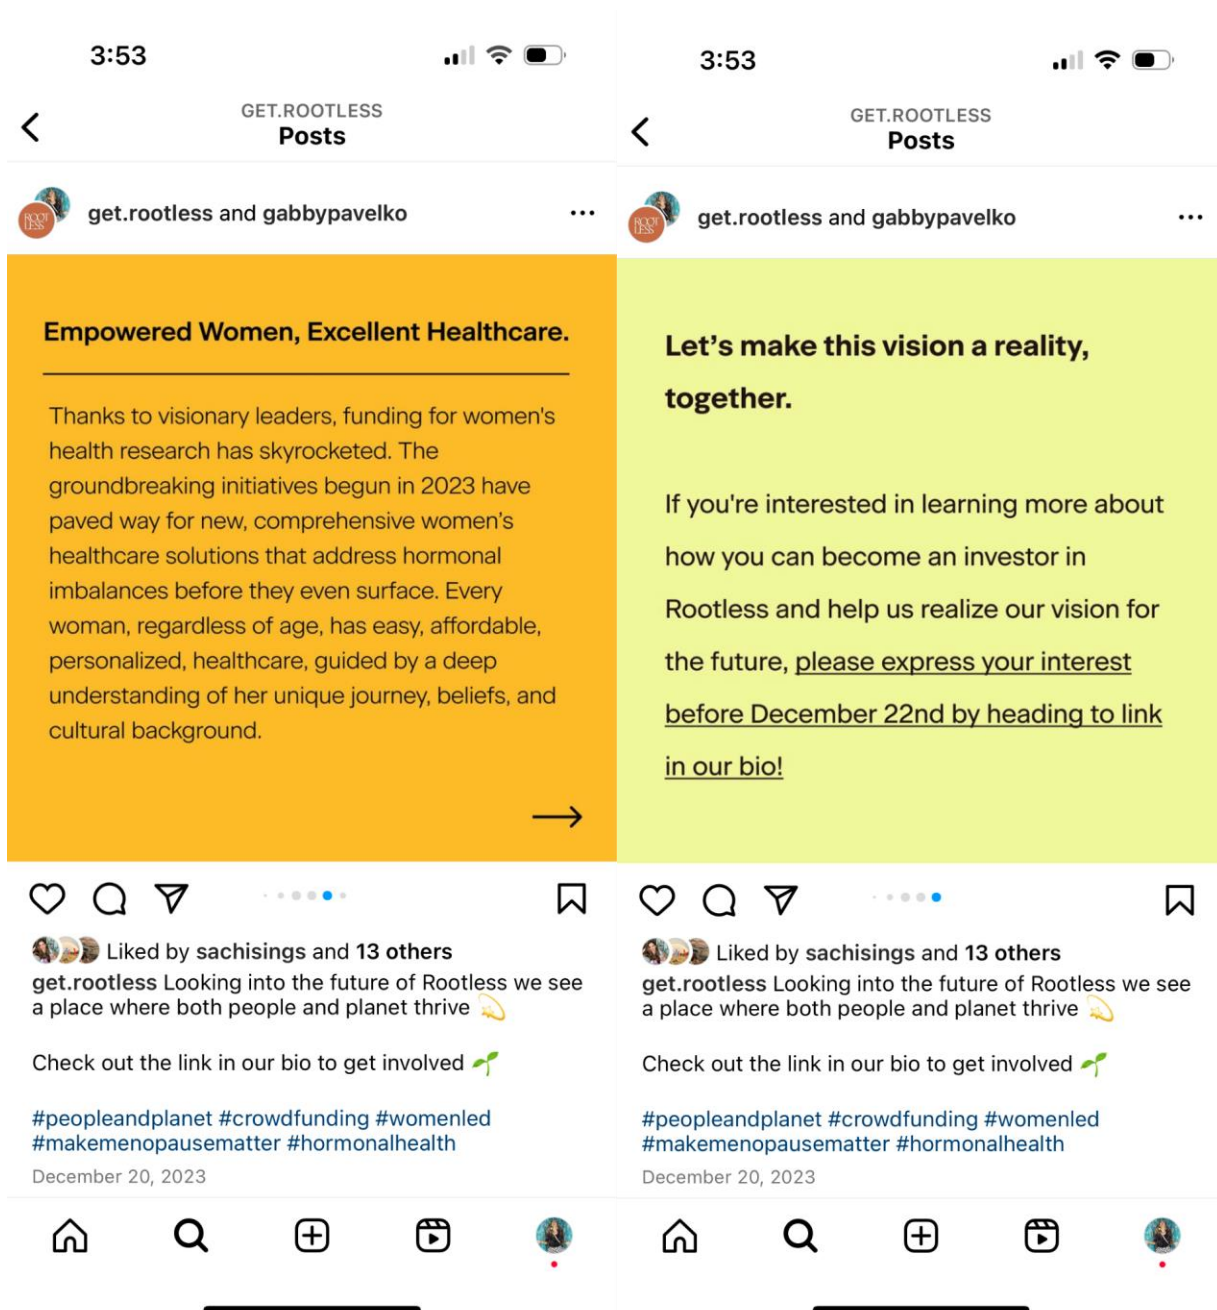 3:53
GET.ROOTLESS
Posts
ROOT
LESS
get.rootless and gabbypavelko
Empowered Women, Excellent Healthcare.
Thanks to visionary leaders, funding for women's
health research has skyrocketed. The
groundbreaking initiatives begun in 2023 have
paved way for new, comprehensive women's
healthcare solutions that address hormonal
imbalances before they even surface. Every
woman, regardless of age, has easy, affordable,
personalized, healthcare, guided by a deep
understanding of her unique journey, beliefs, and
cultural background.
Liked by sachisings and 13 others
get.rootless Looking into the future of Rootless we see
a place where both people and planet thrive 💫
Check out the link in our bio to get involved 🌱
#peopleandplanet #crowdfunding #womenled
#makemenopausematter #hormonalhealth
December 20, 2023
3:53
GET.ROOTLESS
Posts
ROOT
LESS
get.rootless and gabbypavelko
Let's make this vision a reality,
together.
If you're interested in learning more about
how you can become an investor in
Rootless and help us realize our vision for
the future, please express your interest
before December 22nd by heading to link
in our bio!
Liked by sachisings and 13 others
get.rootless Looking into the future of Rootless we see
a place where both people and planet thrive 💫
Check out the link in our bio to get involved 🌱
#peopleandplanet #crowdfunding #womenled
#makemenopausematter #hormonalhealth
December 20, 2023